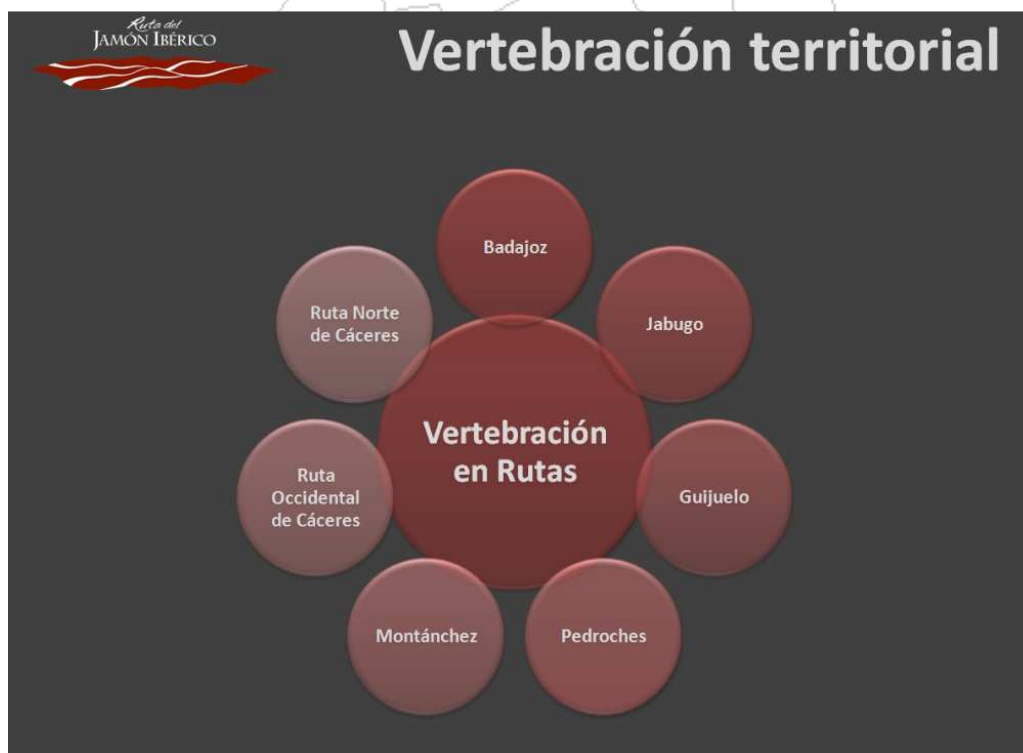 Ruta del
JAMÓN IBÉRICO
Vertebración territorial
Badajoz
Jabugo
Guijuelo
Pedroches
Montánchez
Ruta
Occidental
de Cáceres
Ruta Norte
de Cáceres
Vertebración
en Rutas